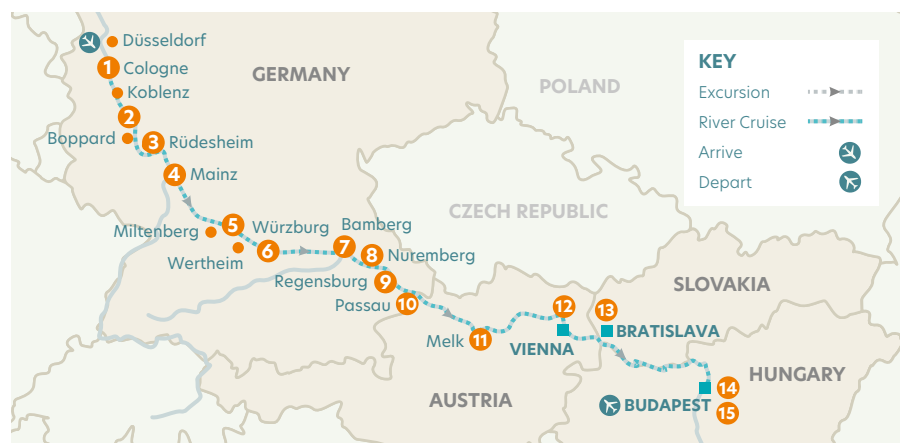 Düsseldorf
1 Cologne
Koblenz
2
Boppard
3 Rüdesheim
4 Mainz
Miltenberg
5
Wertheim
6 Würzburg
7 Bamberg
8 Nuremberg
Regensburg 9
Passau 10
Melk 11
12
VIENNA
13
BRATISLAVA
BUDAPEST
14
15
GERMANY
POLAND
CZECH REPUBLIC
SLOVAKIA
AUSTRIA
HUNGARY
KEY
Excursion
River Cruise
Arrive
Depart